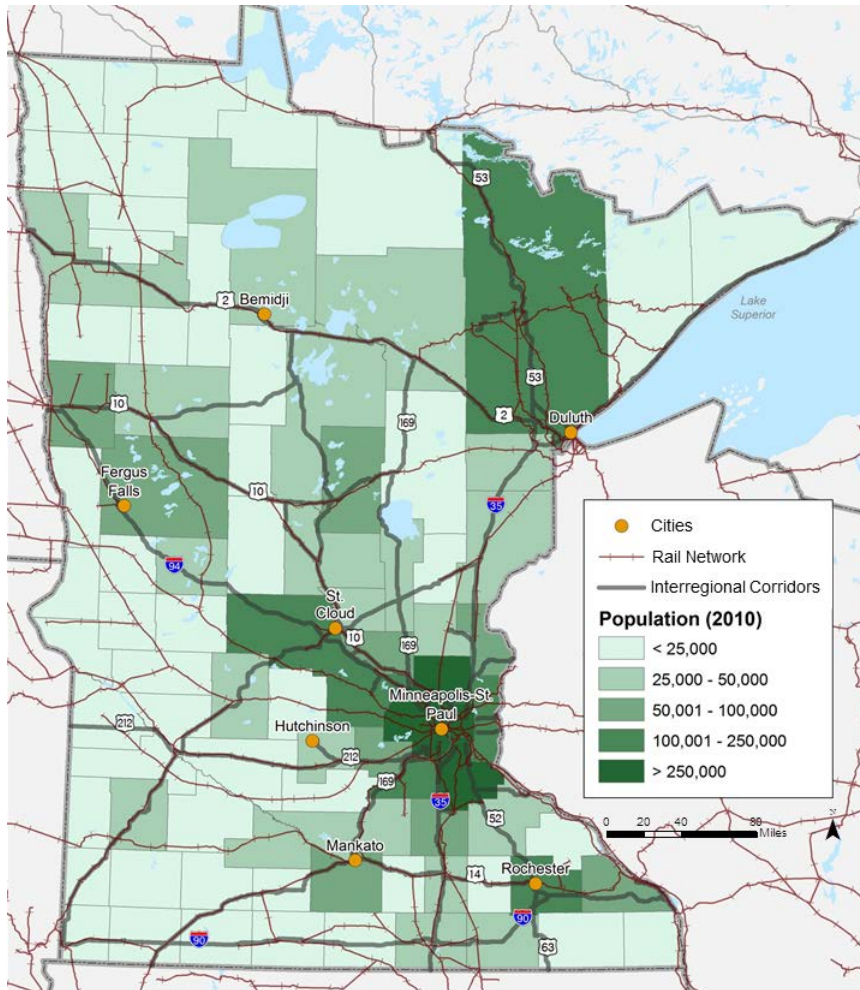 53
Lake
Superior
Bemidji
2
53
10
169
2
Duluth
Fergus
Falls
10
35
94
St.
Cloud
10
169
Minneapolis-St.
Paul
212
Hutchinson
212
169
35
52
Mankato
14
Rochester
90
90
63
Cities
Rail Network
Interregional Corridors
Population (2010)
< 25,000
25,000 - 50,000
50,001 - 100,000
100,001 - 250,000
> 250,000
0 20 40 80
Miles